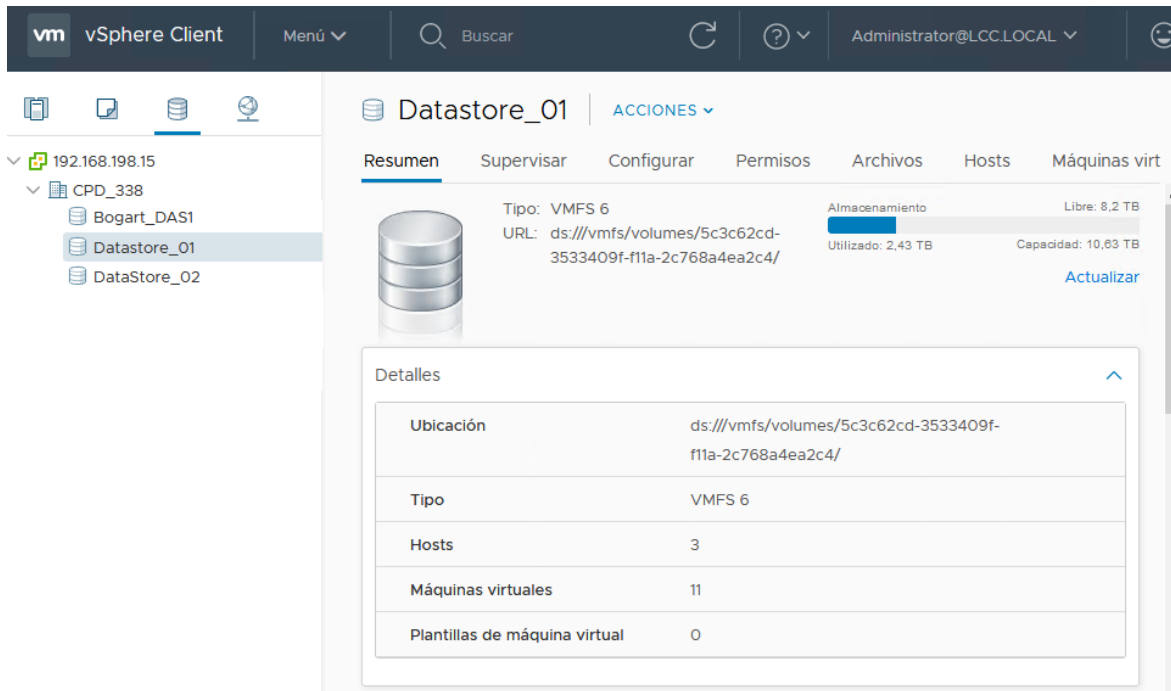 vm vSphere Client Menú Buscar Administrator@LCC.LOCAL
192.168.198.15
CPD_338
Bogart_DAS1
Datastore_01
DataStore_02
Datastore_01 ACCIONES
Resumen Supervisar Configurar Permisos Archivos Hosts Máquinas virt
Tipo: VMFS 6
URL: ds:///vmfs/volumes/5c3c62cd-
3533409f-f11a-2c768a4ea2c4/
Almacenamiento Libre: 8,2 TB
Utilizado: 2,43 TB Capacidad: 10,63 TB
Actualizar
Detalles
Ubicación ds:///vmfs/volumes/5c3c62cd-3533409f-
f11a-2c768a4ea2c4/
Tipo VMFS 6
Hosts 3
Máquinas virtuales 11
Plantillas de máquina virtual 0